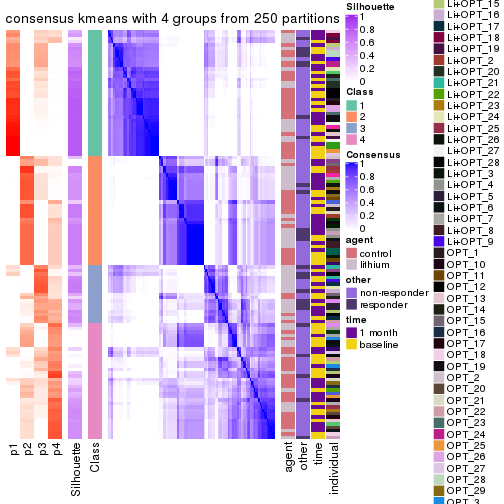 consensus kmeans with 4 groups from 250 partitions
p1
p2
p3
p4
Silhouette
Class
agent
other
time
individual
Silhouette
1
0.8
0.6
0.4
0.2
0
Class
1
2
3
4
Consensus
1
0.8
0.6
0.4
0.2
0
agent
control
lithium
other
non-responder
responder
time
1 month
baseline
Li+OPT_15
Li+OPT_16
Li+OPT_17
Li+OPT_18
Li+OPT_19
Li+OPT_2
Li+OPT_20
Li+OPT_21
Li+OPT_22
Li+OPT_23
Li+OPT_24
Li+OPT_25
Li+OPT_26
Li+OPT_27
Li+OPT_28
Li+OPT_3
Li+OPT_4
Li+OPT_5
Li+OPT_6
Li+OPT_7
Li+OPT_8
Li+OPT_9
OPT_1
OPT_10
OPT_11
OPT_12
OPT_13
OPT_14
OPT_15
OPT_16
OPT_17
OPT_18
OPT_19
OPT_2
OPT_20
OPT_21
OPT_22
OPT_23
OPT_24
OPT_25
OPT_26
OPT_27
OPT_28
OPT_29
OPT_3